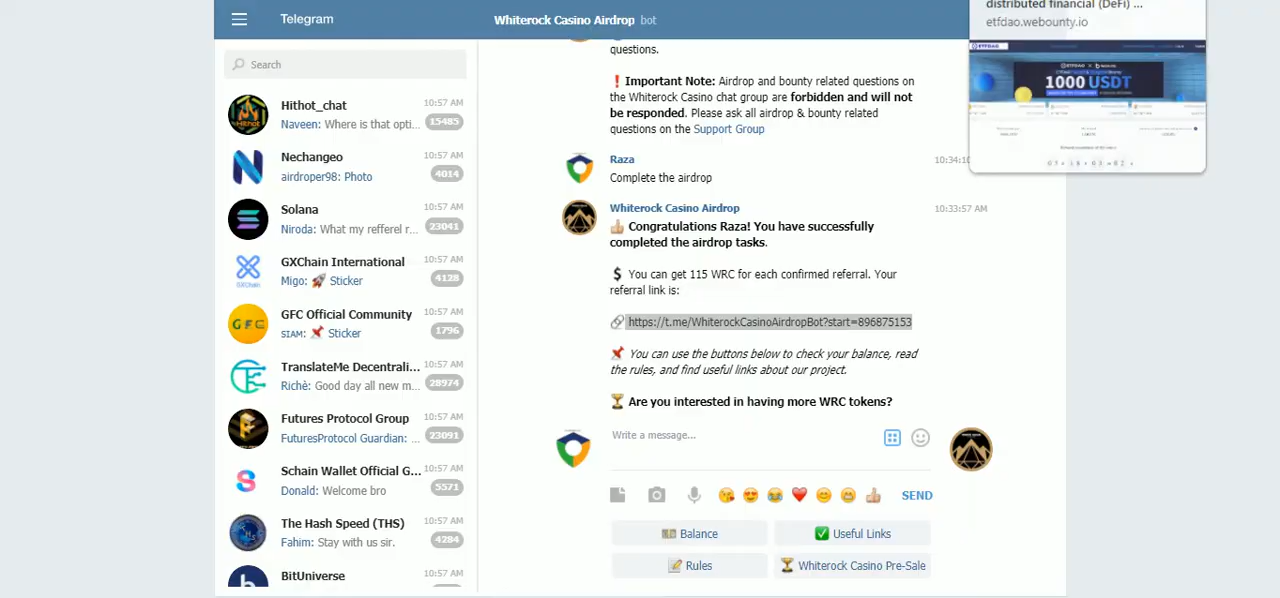 Telegram
Whiterock Casino Airdrop bot
distributed financial (DeFi) ...
etfdao.webounty.io
ETFDAO
1000 USDT
Search
Hithot_chat 10:57 AM
Naveen: Where is that opti... 15485
Nechangeo 10:57 AM
airdroper98: Photo 4014
Solana 10:57 AM
Niroda: What my refferel r... 23041
GXChain International 10:57 AM
Migo: 🚀 Sticker 4128
GFC Official Community 10:57 AM
SIAM: 📌 Sticker 1796
TranslateMe Decentrali... 10:57 AM
Richè: Good day all new m... 28974
Futures Protocol Group 10:57 AM
FuturesProtocol Guardian: ... 23091
Schain Wallet Official G... 10:57 AM
Donald: Welcome bro 5571
The Hash Speed (THS) 10:57 AM
Fahim: Stay with us sir. 4284
BitUniverse 10:57 AM
questions.
❗ Important Note: Airdrop and bounty related questions on
the Whiterock Casino chat group are forbidden and will not
be responded. Please ask all airdrop & bounty related
questions on the Support Group
Raza
Complete the airdrop
Whiterock Casino Airdrop 10:33:57 AM
👍 Congratulations Raza! You have successfully
completed the airdrop tasks.
💲 You can get 115 WRC for each confirmed referral. Your
referral link is:
🔗 https://t.me/WhiterockCasinoAirdropBot?start=896875153
📌 You can use the buttons below to check your balance, read
the rules, and find useful links about our project.
⏳ Are you interested in having more WRC tokens?
Write a message...
SEND
💵 Balance
✅ Useful Links
📝 Rules
⏳ Whiterock Casino Pre-Sale